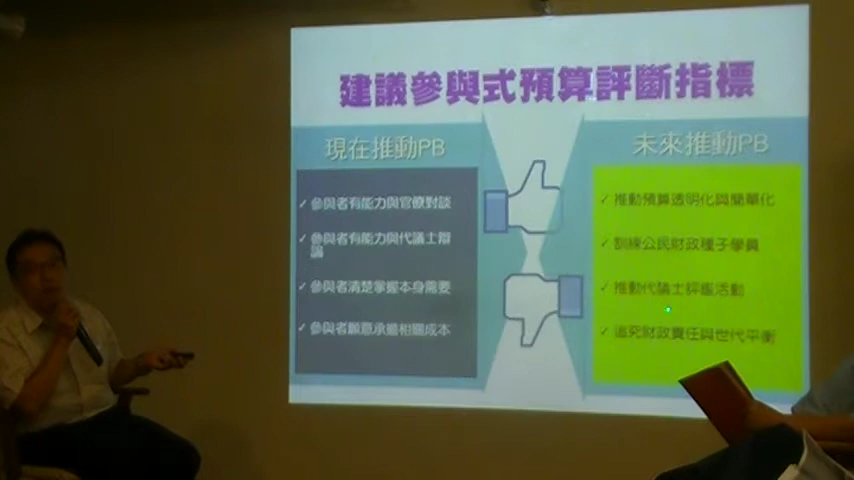 建議參與式預算評斷指標
現在推動PB
✓ 參與者有能力與官僚對談
✓ 參與者有能力與代議士辯
論
✓ 參與者清楚掌握本身需要
✓ 參與者願意承擔相關成本
未來推動PB
✓ 推動預算透明化與簡單化
✓ 訓練公民財政種子學員
✓ 推動代議士評鑑活動
✓ 追究財政責任與世代平衡